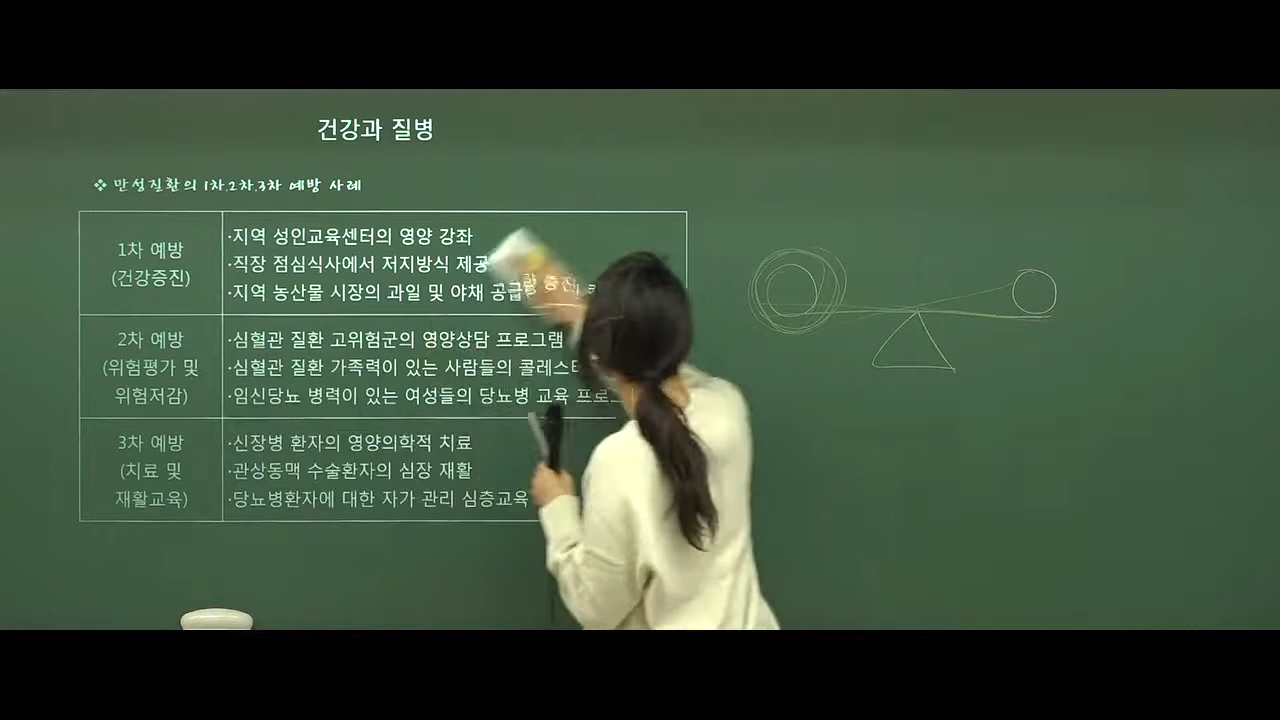 건강과 질병
❖ 만성질환의 1차,2차,3차 예방 사례
1차 예방
(건강증진)
·지역 성인교육센터의 영양 강좌
·직장 점심식사에서 저지방식 제공
·지역 농산물 시장의 과일 및 야채 공급
증진
2차 예방
(위험평가 및
위험저감)
·심혈관 질환 고위험군의 영양상담 프로그램
·심혈관 질환 가족력이 있는 사람들의
·임신당뇨 병력이 있는 여성들의 당뇨병 교육
3차 예방
(치료 및
재활교육)
·신장병 환자의 영양의학적 치료
·관상동맥 수술환자의 심장 재활
·당뇨병환자에 대한 자가 관리 심층교육